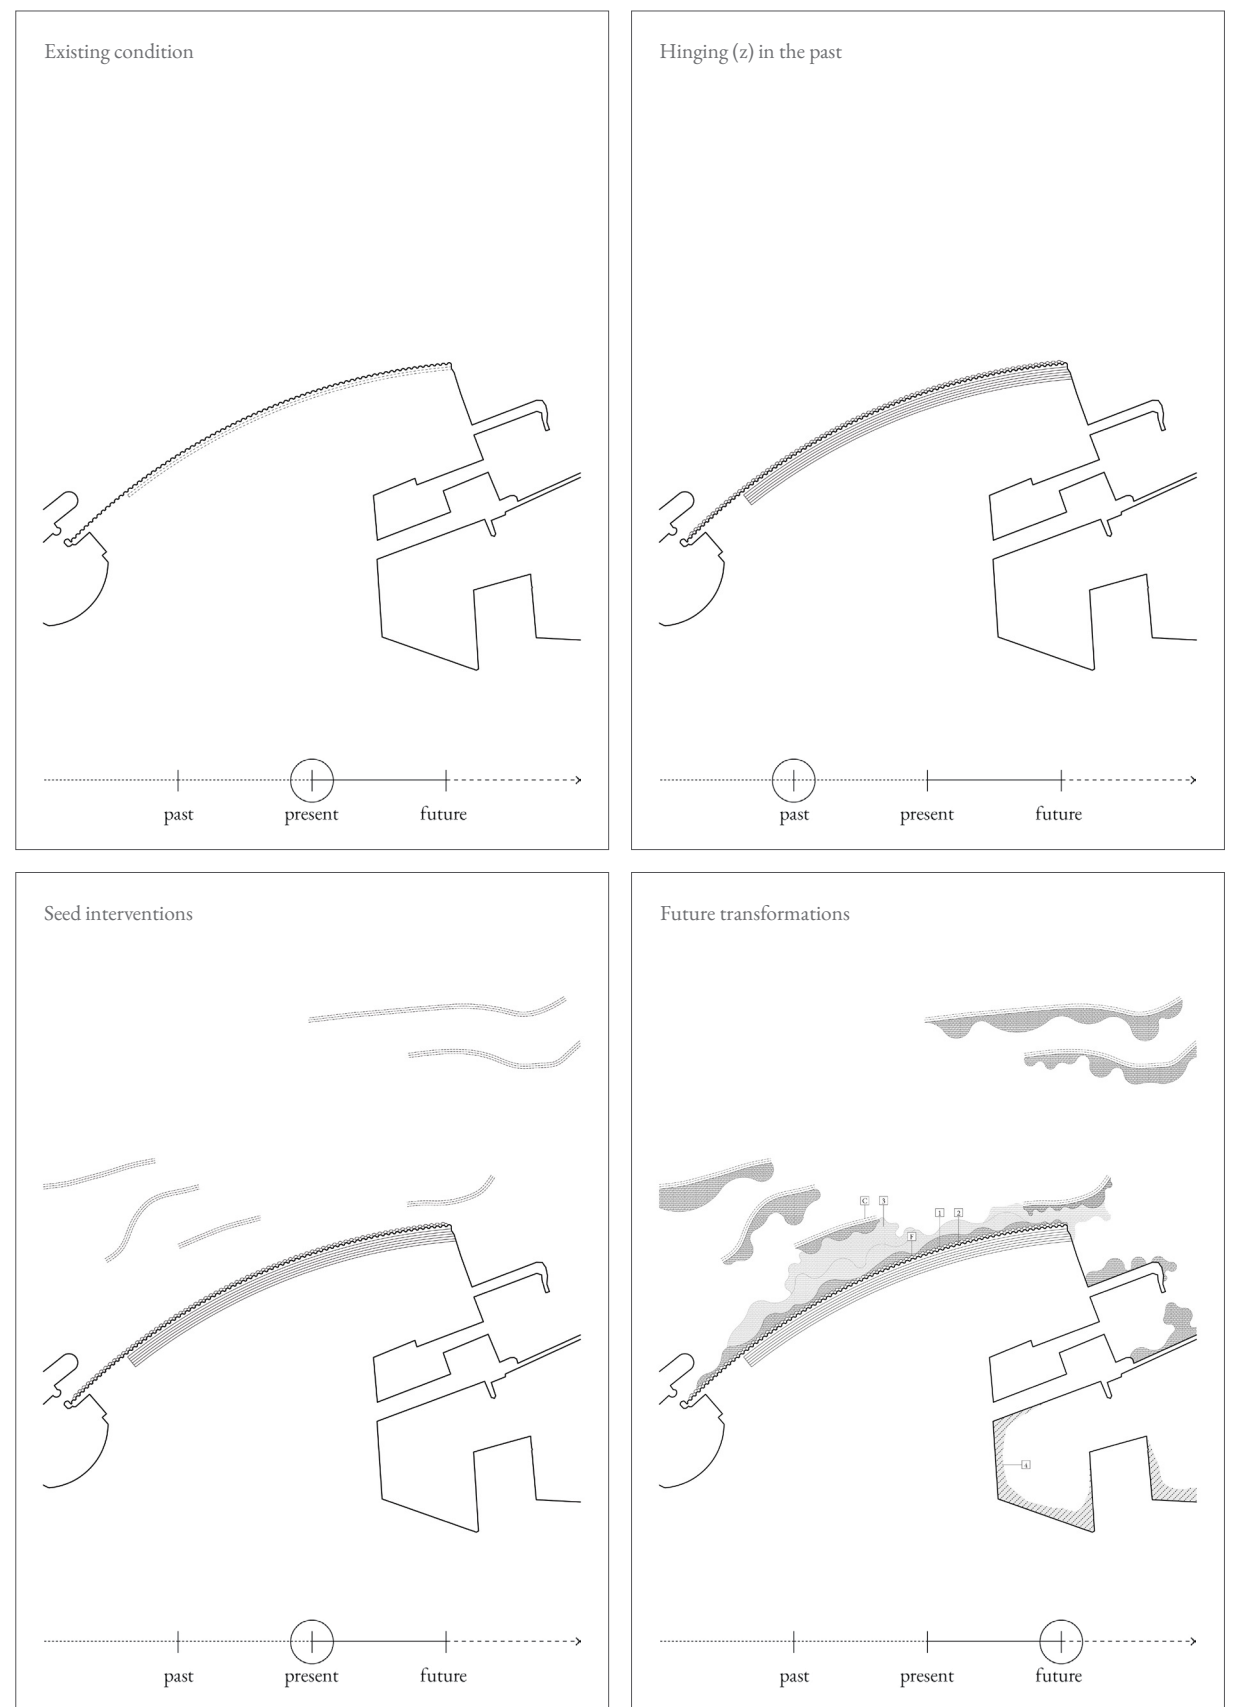 Existing condition
past present future
Hinging (z) in the past
past present future
Seed interventions
past present future
Future transformations
C 3 1 2
F
4
past present future